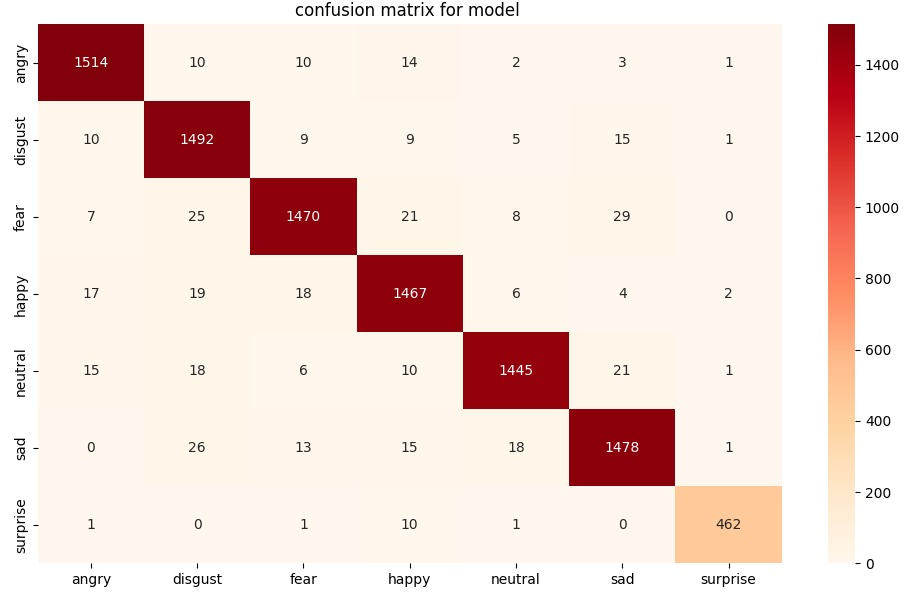 confusion matrix for model
angry 1514 10 10 14 2 3 1
disgust 10 1492 9 9 5 15 1
fear 7 25 1470 21 8 29 0
happy 17 19 18 1467 6 4 2
neutral 15 18 6 10 1445 21 1
sad 0 26 13 15 18 1478 1
surprise 1 0 1 10 1 0 462
angry disgust fear happy neutral sad surprise
1400
1200
1000
800
600
400
200
0